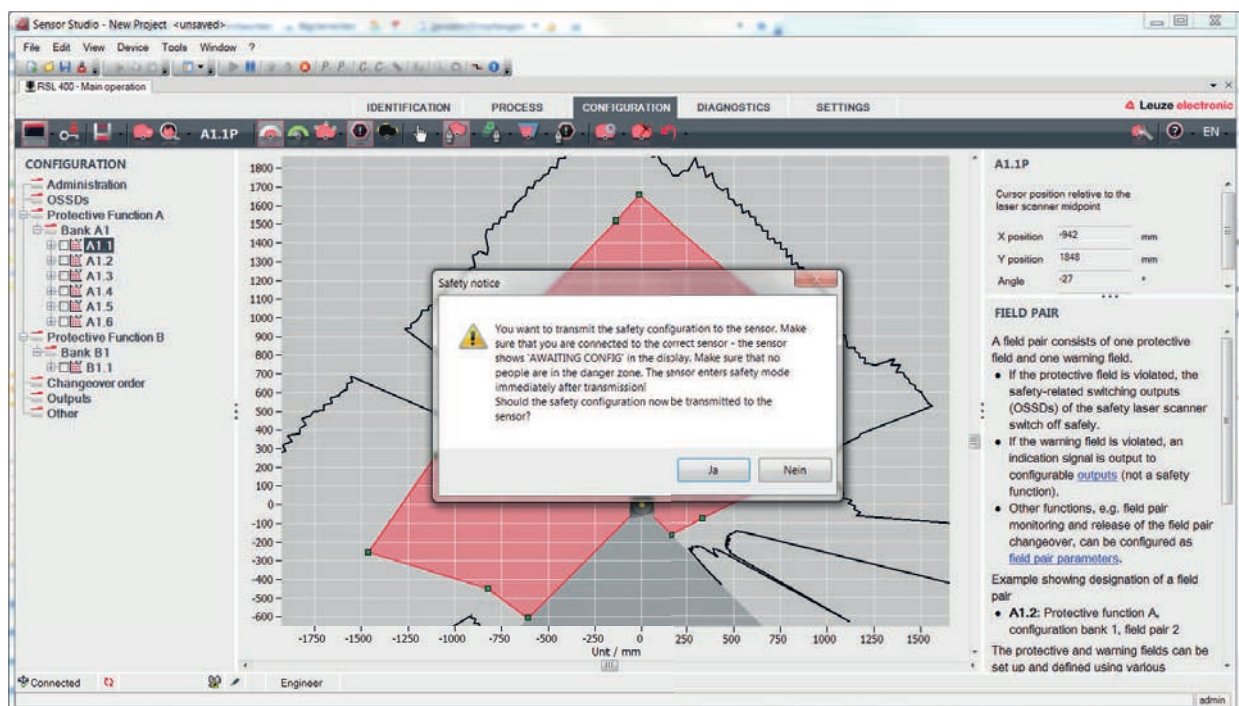 Sensor Studio - New Project <unsaved>
File Edit View Device Tools Window ?
RSL 400 - Main operation
IDENTIFICATION PROCESS CONFIGURATION DIAGNOSTICS SETTINGS
Leuze electronic
A1.1P
EN
CONFIGURATION
Administration
OSSDs
Protective Function A
Bank A1
A1.1
A1.2
A1.3
A1.4
A1.5
A1.6
Protective Function B
Bank B1
B1.1
Changeover order
Outputs
Other
1800
1700
1600
1500
1400
1300
1200
1100
1000
900
800
700
600
500
400
300
200
100
0
-100
-200
-300
-400
-500
-600
-1750 -1250 -1000 -750 -500 -250 0 250 500 750 1000 1250 1500
Unt / mm
Safety notice
You want to transmit the safety configuration to the sensor. Make
sure that you are connected to the correct sensor - the sensor
shows 'AWAITING CONFIG' in the display. Make sure that no
people are in the danger zone. The sensor enters safety mode
immediately after transmission!
Should the safety configuration now be transmitted to the
sensor?
Ja Nein
A1.1P
Cursor position relative to the
laser scanner midpoint
X position -942 mm
Y position 1848 mm
Angle -27 °
FIELD PAIR
A field pair consists of one protective
field and one warning field.
• If the protective field is violated, the
safety-related switching outputs
(OSSDs) of the safety laser scanner
switch off safely.
• If the warning field is violated, an
indication signal is output to
configurable outputs (not a safety
function).
• Other functions, e.g. field pair
monitoring and release of the field pair
changeover, can be configured as
field pair parameters.
Example showing designation of a field
pair
• A1.2: Protective function A,
configuration bank 1, field pair 2
The protective and warning fields can be
set up and defined using various
Connected Engineer
admin